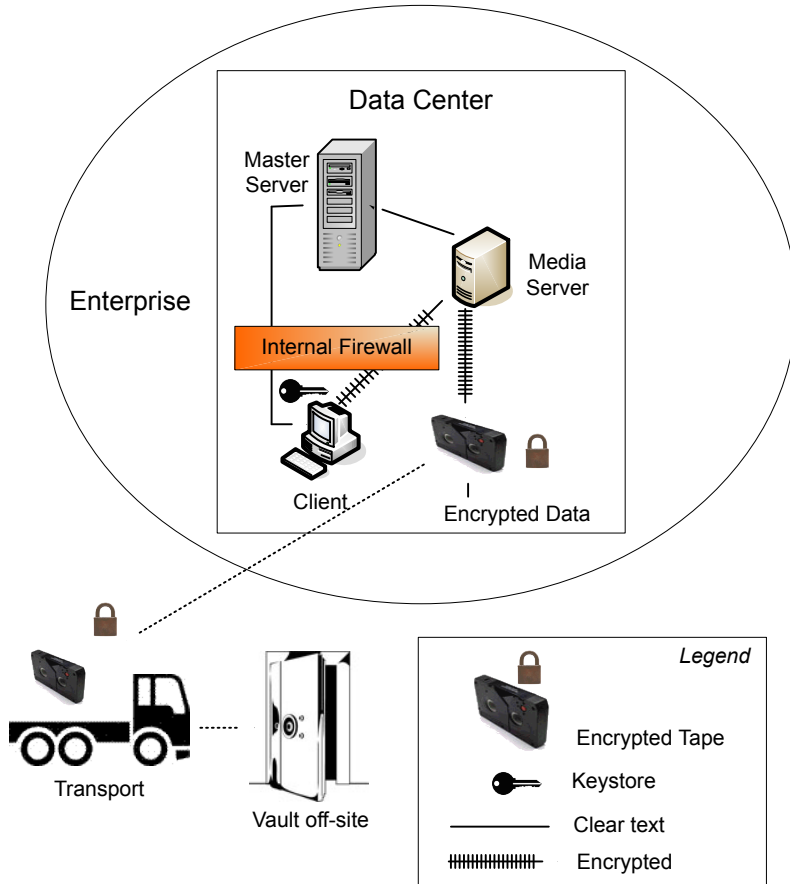 Data Center
Master
Server
Media
Server
Enterprise
Internal Firewall
Client
Encrypted Data
Transport
Vault off-site
Legend
Encrypted Tape
Keystore
Clear text
Encrypted